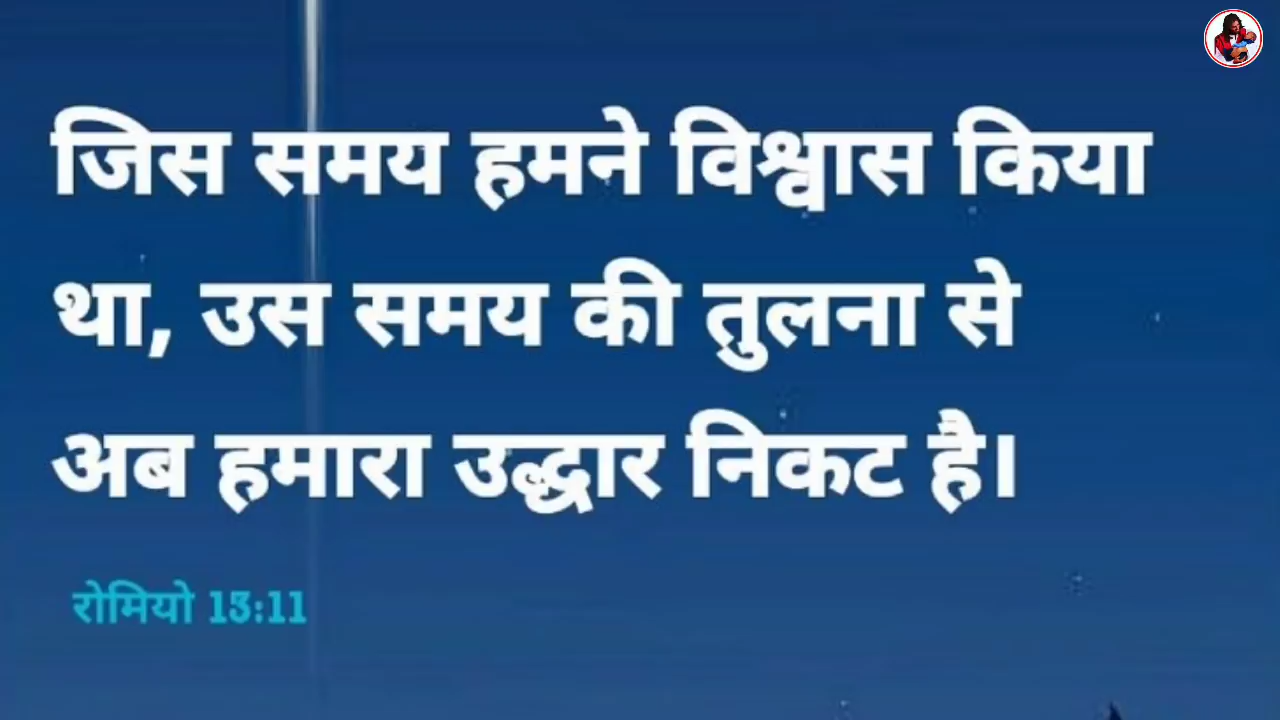 जिस समय हमने विश्वास किया
था, उस समय की तुलना से
अब हमारा उद्धार निकट है।
रोमियो 13:11